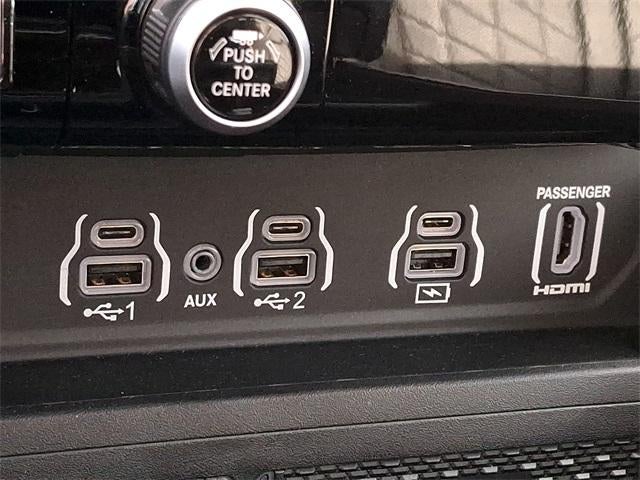 PUSH
TO
CENTER
PASSENGER
1
AUX
2
HDMI